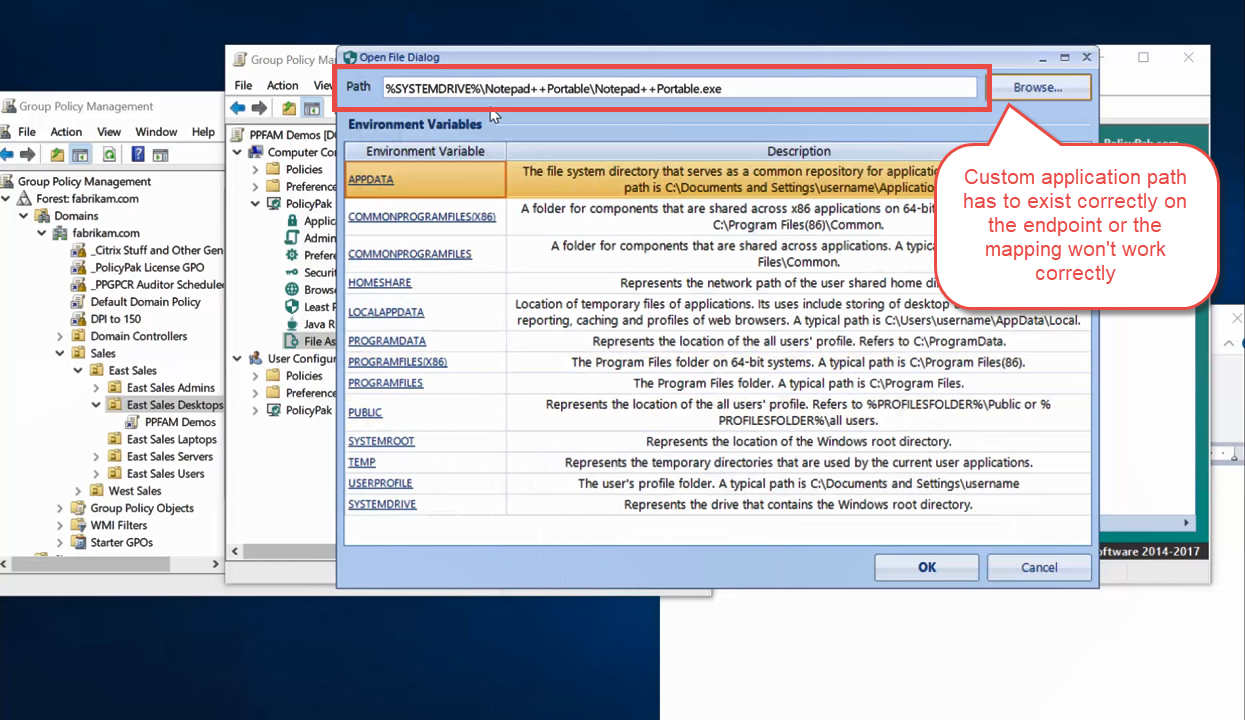 Group Policy Management
File Action View Window Help
Group Policy Management
Forest: fabrikam.com
Domains
fabrikam.com
_Citrix Stuff and Other Gen
_PolicyPak License GPO
_PPGPCR Auditor Schedule
Default Domain Policy
DPI to 150
Domain Controllers
Sales
East Sales
East Sales Admins
East Sales Desktops
PPFAM Demos
East Sales Laptops
East Sales Servers
East Sales Users
West Sales
Group Policy Objects
WMI Filters
Starter GPOs
Group Policy Ma
File Action Vie
PPFAM Demos [D
Computer Con
Policies
Preference
PolicyPak
Applica
Admin
Prefere
Securit
Browse
Least P
Java R
File As
User Configur
Policies
Preference
PolicyPak
Open File Dialog
Path %SYSTEMDRIVE%\Notepad++Portable\Notepad++Portable.exe Browse...
Environment Variables
Environment Variable Description
APPDATA The file system directory that serves as a common repository for applicatio
path is C:\Documents and Settings\username\Application
COMMONPROGRAMFILES(X86) A folder for components that are shared across x86 applications on 64-bit
C:\Program Files(86)\Common.
COMMONPROGRAMFILES A folder for components that are shared across applications. A typica
Files\Common.
HOMESHARE Represents the network path of the user shared home di
LOCALAPPDATA Location of temporary files of applications. Its uses include storing of desktop
reporting, caching and profiles of web browsers. A typical path is C:\Users\username\AppData\Local.
PROGRAMDATA Represents the location of the all users' profile. Refers to C:\ProgramData.
PROGRAMFILES(X86) The Program Files folder on 64-bit systems. A typical path is C:\Program Files(86).
PROGRAMFILES The Program Files folder. A typical path is C:\Program Files.
PUBLIC Represents the location of the all users' profile. Refers to %PROFILESFOLDER%\Public or %
PROFILESFOLDER%\all users.
SYSTEMROOT Represents the location of the Windows root directory.
TEMP Represents the temporary directories that are used by the current user applications.
USERPROFILE The user's profile folder. A typical path is C:\Documents and Settings\username
SYSTEMDRIVE Represents the drive that contains the Windows root directory.
OK Cancel
Custom application path
has to exist correctly on
the endpoint or the
mapping won't work
correctly
oftware 2014-2017